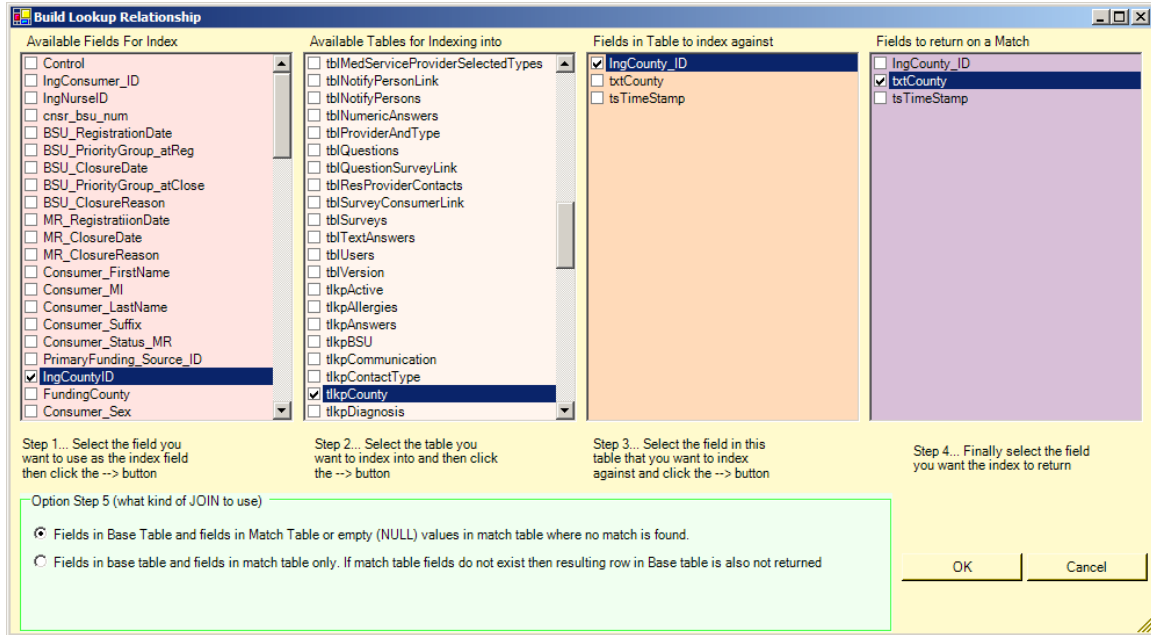 Build Lookup Relationship
Available Fields For Index
Control
lngConsumer_ID
lngNurseID
cnsr_bsu_num
BSU_RegistrationDate
BSU_PriorityGroup_atReg
BSU_ClosureDate
BSU_PriorityGroup_atClose
BSU_ClosureReason
MR_RegistratiionDate
MR_ClosureDate
MR_ClosureReason
Consumer_FirstName
Consumer_MI
Consumer_LastName
Consumer_Suffix
Consumer_Status_MR
PrimaryFunding_Source_ID
lngCountyID
FundingCounty
Consumer_Sex
Step 1... Select the field you
want to use as the index field
then click the --> button
Available Tables for Indexing into
tblMedServiceProviderSelectedTypes
tblNotifyPersonLink
tblNotifyPersons
tblNumericAnswers
tblProviderAndType
tblQuestions
tblQuestionSurveyLink
tblResProviderContacts
tblSurveyConsumerLink
tblSurveys
tblTextAnswers
tblUsers
tblVersion
tlkpActive
tlkpAllergies
tlkpAnswers
tlkpBSU
tlkpCommunication
tlkpContactType
tlkpCounty
tlkpDiagnosis
Step 2... Select the table you
want to index into and then click
the --> button
Fields in Table to index against
lngCounty_ID
txtCounty
tsTimeStamp
Step 3... Select the field in this
table that you want to index
against and click the --> button
Fields to return on a Match
lngCounty_ID
txtCounty
tsTimeStamp
Step 4... Finally select the field
you want the index to return
Option Step 5 (what kind of JOIN to use)
Fields in Base Table and fields in Match Table or empty (NULL) values in match table where no match is found.
Fields in base table and fields in match table only. If match table fields do not exist then resulting row in Base table is also not returned
OK
Cancel